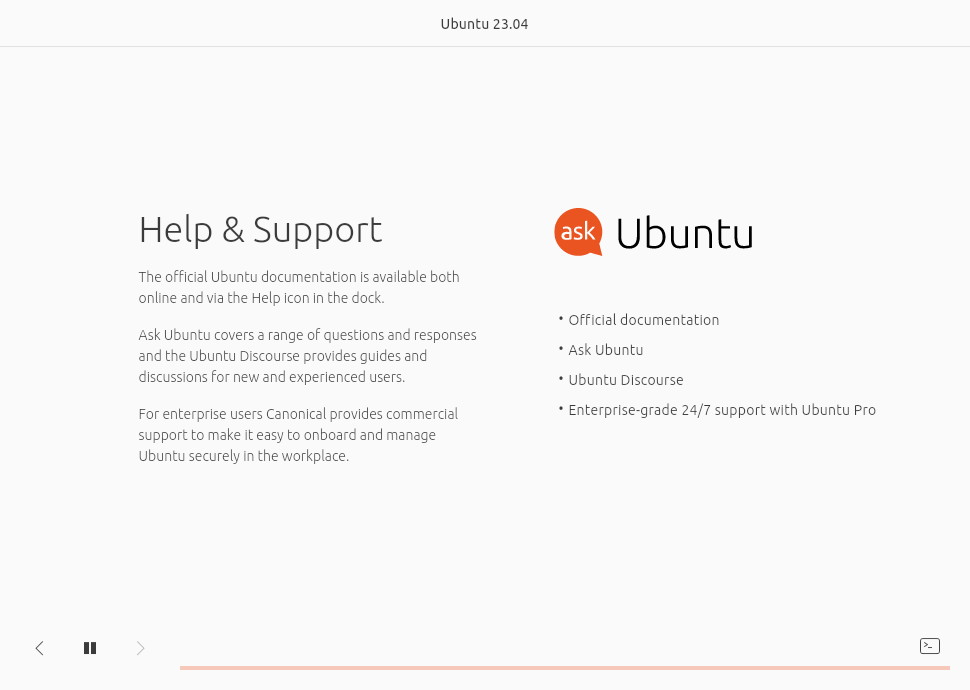 Ubuntu 23.04
Help & Support
The official Ubuntu documentation is available both
online and via the Help icon in the dock.
Ask Ubuntu covers a range of questions and responses
and the Ubuntu Discourse provides guides and
discussions for new and experienced users.
For enterprise users Canonical provides commercial
support to make it easy to onboard and manage
Ubuntu securely in the workplace.
ask Ubuntu
• Official documentation
• Ask Ubuntu
• Ubuntu Discourse
• Enterprise-grade 24/7 support with Ubuntu Pro